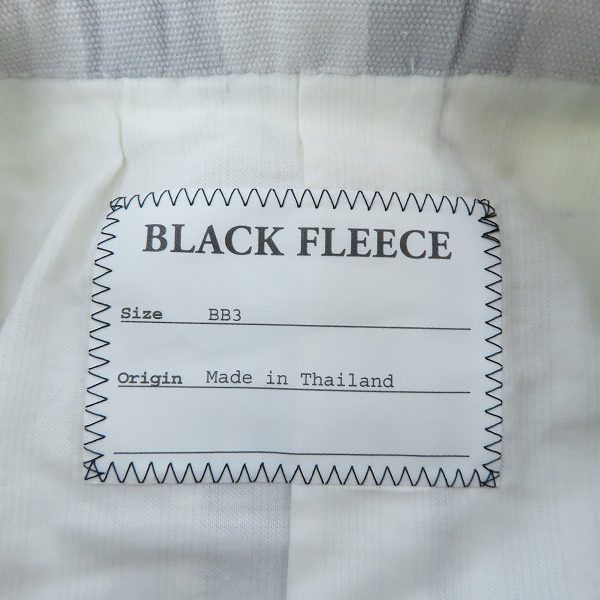 BLACK FLEECE
Size BB3
Origin Made in Thailand